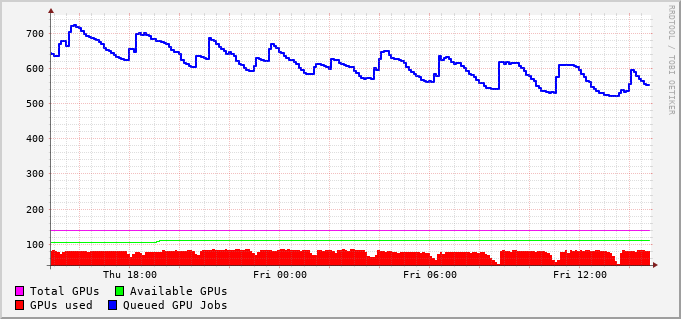 700
600
500
400
300
200
100
Thu 18:00 Fri 00:00 Fri 06:00 Fri 12:00
Total GPUs Available GPUs
GPUs used Queued GPU Jobs
RRDTOOL / TOBI OETIKER